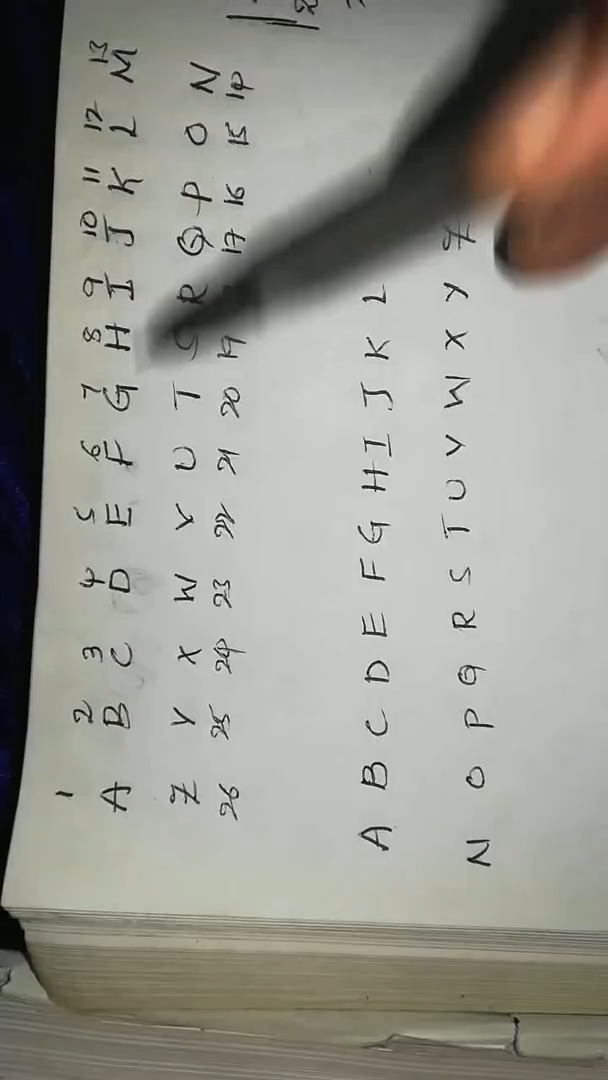 1 2 3 4 5 6 7 8 9 10 11 12 13
A B C D E F G H I J K L M
Z Y X W V U T S R Q P O N
26 25 24 23 22 21 20 19 17 16 15 14
A B C D E F G H I J K L
N O P Q R S T U V W X Y Z